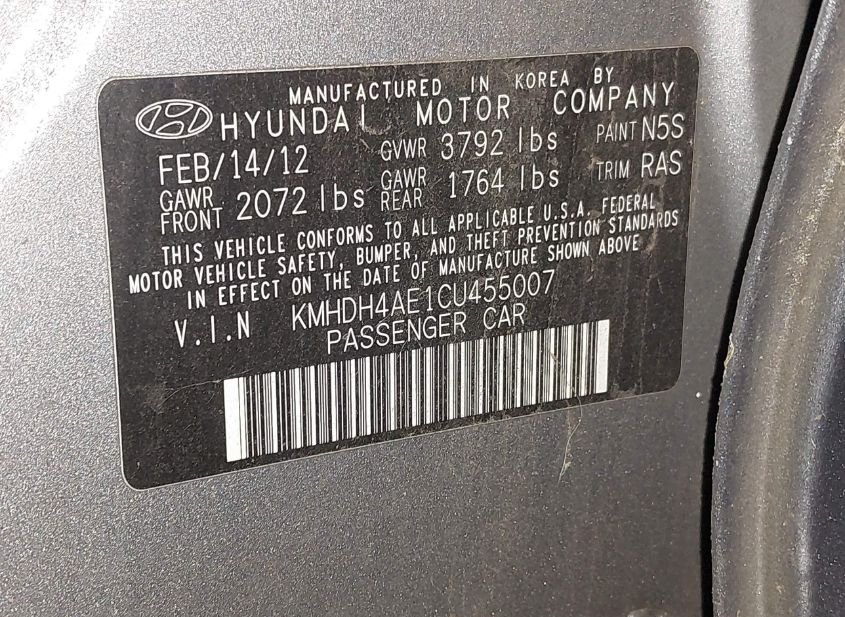 MANUFACTURED IN KOREA BY
HYUNDAI MOTOR COMPANY
FEB/14/12 GVWR 3792 lbs PAINT N5S
GAWR FRONT 2072 lbs GAWR REAR 1764 lbs TRIM RAS
THIS VEHICLE CONFORMS TO ALL APPLICABLE U.S.A. FEDERAL
MOTOR VEHICLE SAFETY, BUMPER, AND THEFT PREVENTION STANDARDS
IN EFFECT ON THE DATE OF MANUFACTURE SHOWN ABOVE
V.I.N KMHDH4AE1CU455007
PASSENGER CAR